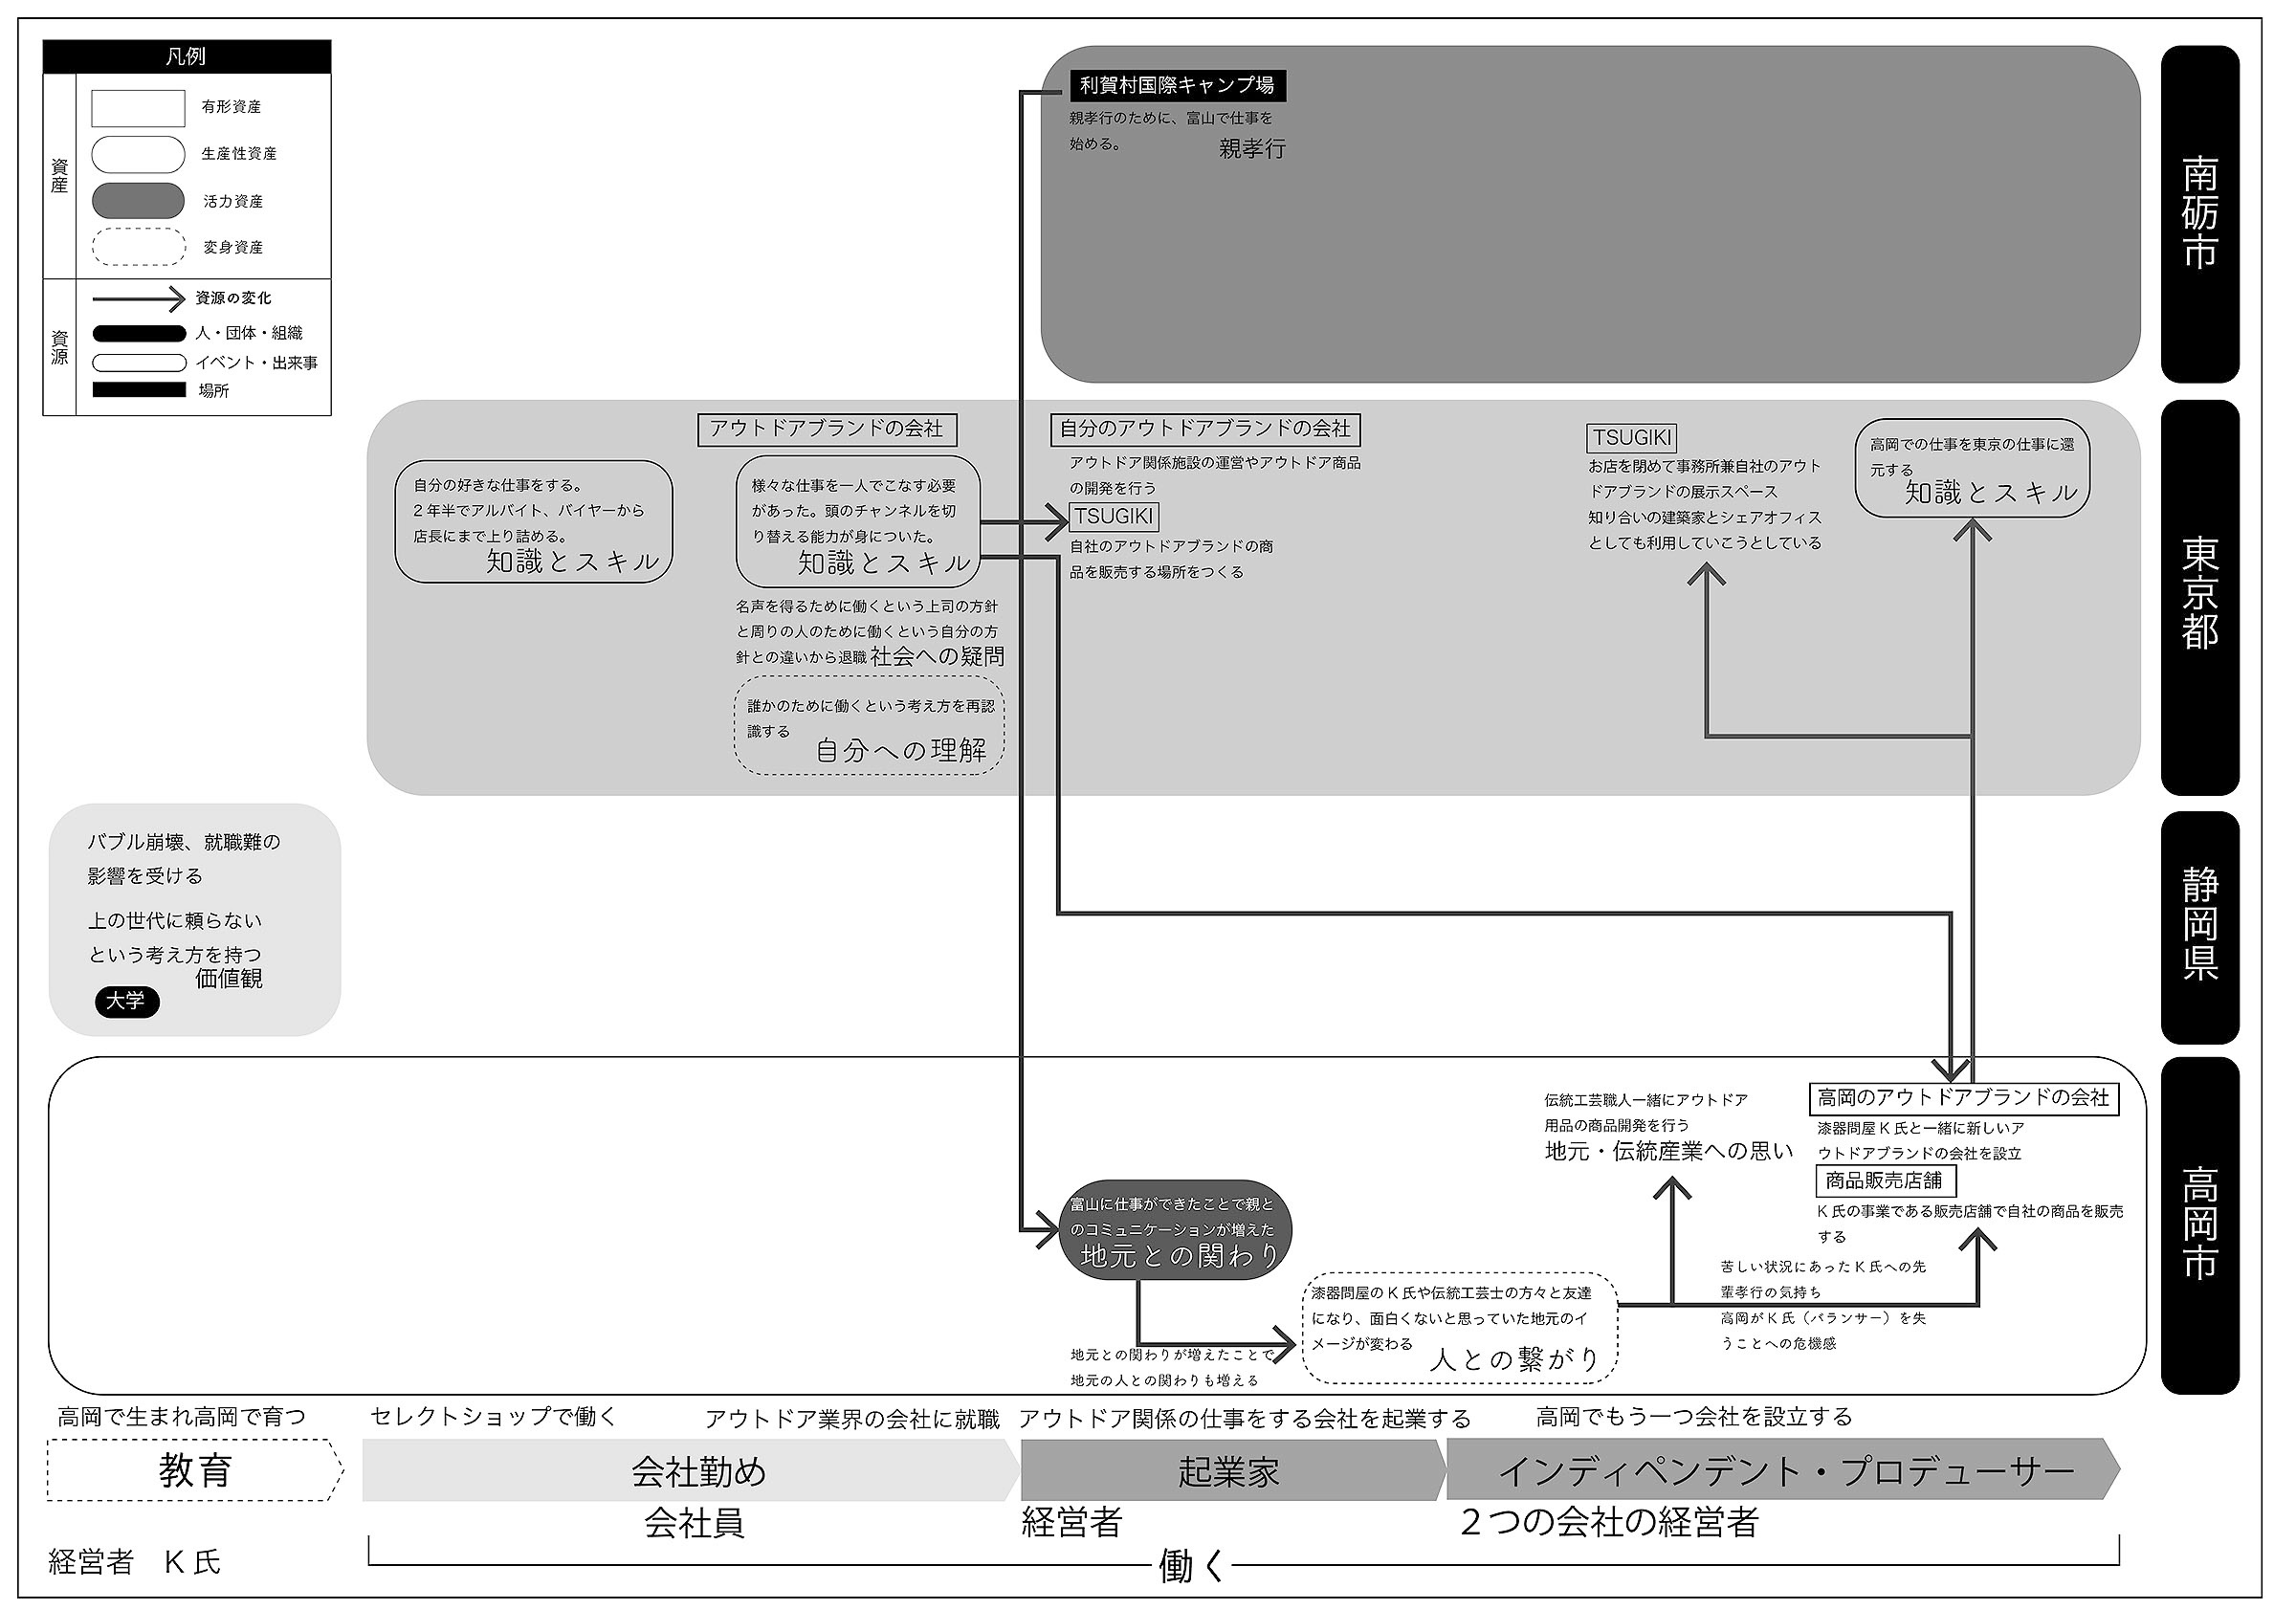 凡例
資産
有形資産
生産性資産
活力資産
変身資産
資源
資源の変化
人・団体・組織
イベント・出来事
場所
利賀村国際キャンプ場
親孝行のために、富山で仕事を
始める。
親孝行
南砺市
アウトドアブランドの会社
自分の好きな仕事をする。
2年半でアルバイト、バイヤーから
店長にまで上り詰める。
知識とスキル
様々な仕事を一人でこなす必要
があった。頭のチャンネルを切
り替える能力が身についた。
知識とスキル
名声を得るために働くという上司の方針
と周りの人のために働くという自分の方
針との違いから退職 社会への疑問
誰かのために働くという考え方を再認
識する
自分への理解
自分のアウトドアブランドの会社
アウトドア関係施設の運営やアウトドア商品
の開発を行う
TSUGIKI
自社のアウトドアブランドの商
品を販売する場所をつくる
TSUGIKI
お店を閉めて事務所兼自社のアウト
ドアブランドの展示スペース
知り合いの建築家とシェアオフィス
としても利用していこうとしている
高岡での仕事を東京の仕事に還
元する
知識とスキル
東京都
バブル崩壊、就職難の
影響を受ける
上の世代に頼らない
という考え方を持つ
価値観
大学
静岡県
富山に仕事ができたことで親と
のコミュニケーションが増えた
地元との関わり
地元との関わりが増えたことで
地元の人との関わりも増える
漆器問屋のK氏や伝統工芸士の方々と友達
になり、面白くないと思っていた地元のイ
メージが変わる
人との繋がり
伝統工芸職人一緒にアウトドア
用品の商品開発を行う
地元・伝統産業への思い
高岡のアウトドアブランドの会社
漆器問屋K氏と一緒に新しいア
ウトドアブランドの会社を設立
商品販売店舗
K氏の事業である販売店舗で自社の商品を販売
する
苦しい状況にあったK氏への先
輩孝行の気持ち
高岡がK氏(バランサー)を失
うことへの危機感
高岡市
高岡で生まれ高岡で育つ
セレクトショップで働く
アウトドア業界の会社に就職
アウトドア関係の仕事をする会社を起業する
高岡でもう一つ会社を設立する
教育
会社勤め
起業家
インディペンデント・プロデューサー
会社員
経営者
2つの会社の経営者
経営者 K氏
働く